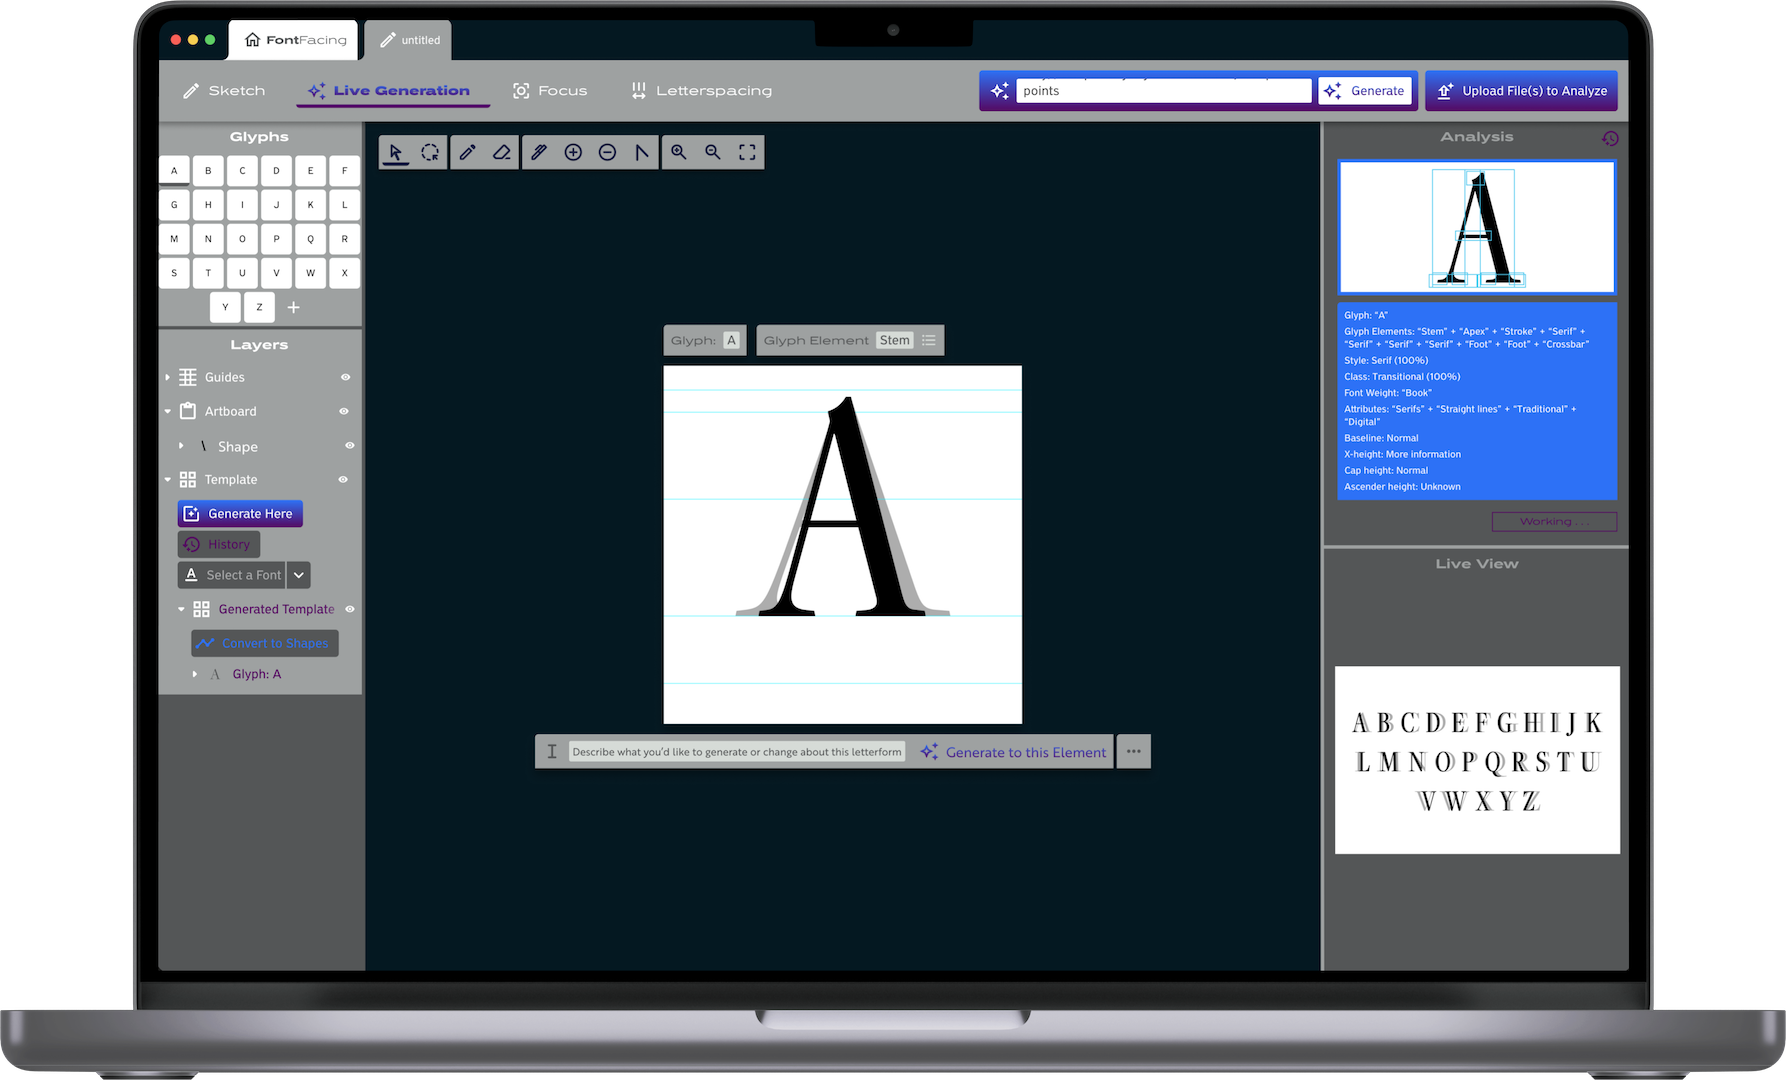 FontFacing
untitled
Sketch
Live Generation
Focus
Letterspacing
points
Generate
Upload File(s) to Analyze
Glyphs
A B C D E F
G H I J K L
M N O P Q R
S T U V W X
Y Z +
Layers
Guides
Artboard
Shape
Template
Generate Here
History
A Select a Font
Generated Template
Convert to Shapes
A Glyph: A
Glyph: A
Glyph Element Stem
A
Describe what you'd like to generate or change about this letterform
Generate to this Element
Analysis
A
Glyph: "A"
Glyph Elements: "Stem" + "Apex" + "Stroke" + "Serif" +
"Serif" + "Serif" + "Serif" + "Foot" + "Foot" + "Crossbar"
Style: Serif (100%)
Class: Transitional (100%)
Font Weight: "Book"
Attributes: "Serifs" + "Straight lines" + "Traditional" +
"Digital"
Baseline: Normal
X-height: More information
Cap height: Normal
Ascender height: Unknown
Working . . .
Live View
A B C D E F G H I J K
L M N O P Q R S T U
V W X Y Z